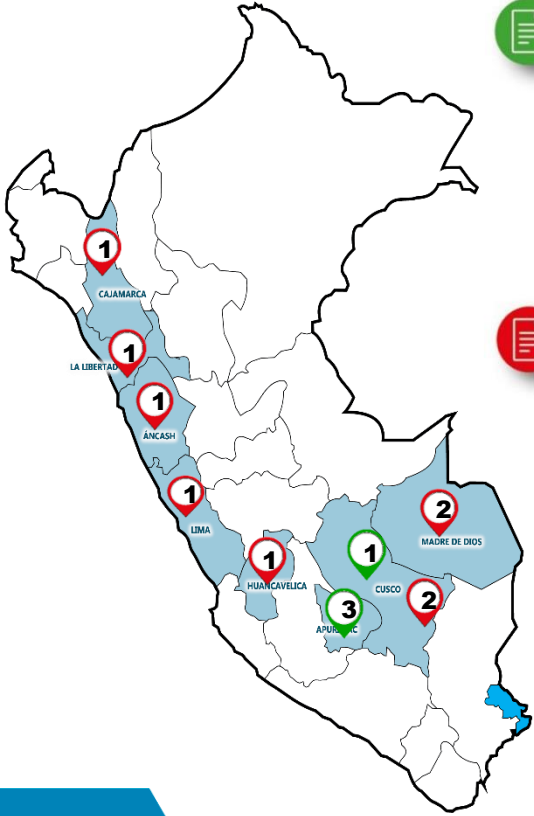 1
CAJAMARCA
1
LA LIBERTAD
1
ÁNCASH
1
LIMA
2
MADRE DE DIOS
1
1
HUANCAVELICA
CUSCO
2
3